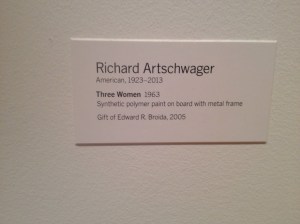 Richard Artschwager
American, 1923–2013
Three Women 1963
Synthetic polymer paint on board with metal frame
Gift of Edward R. Broida, 2005